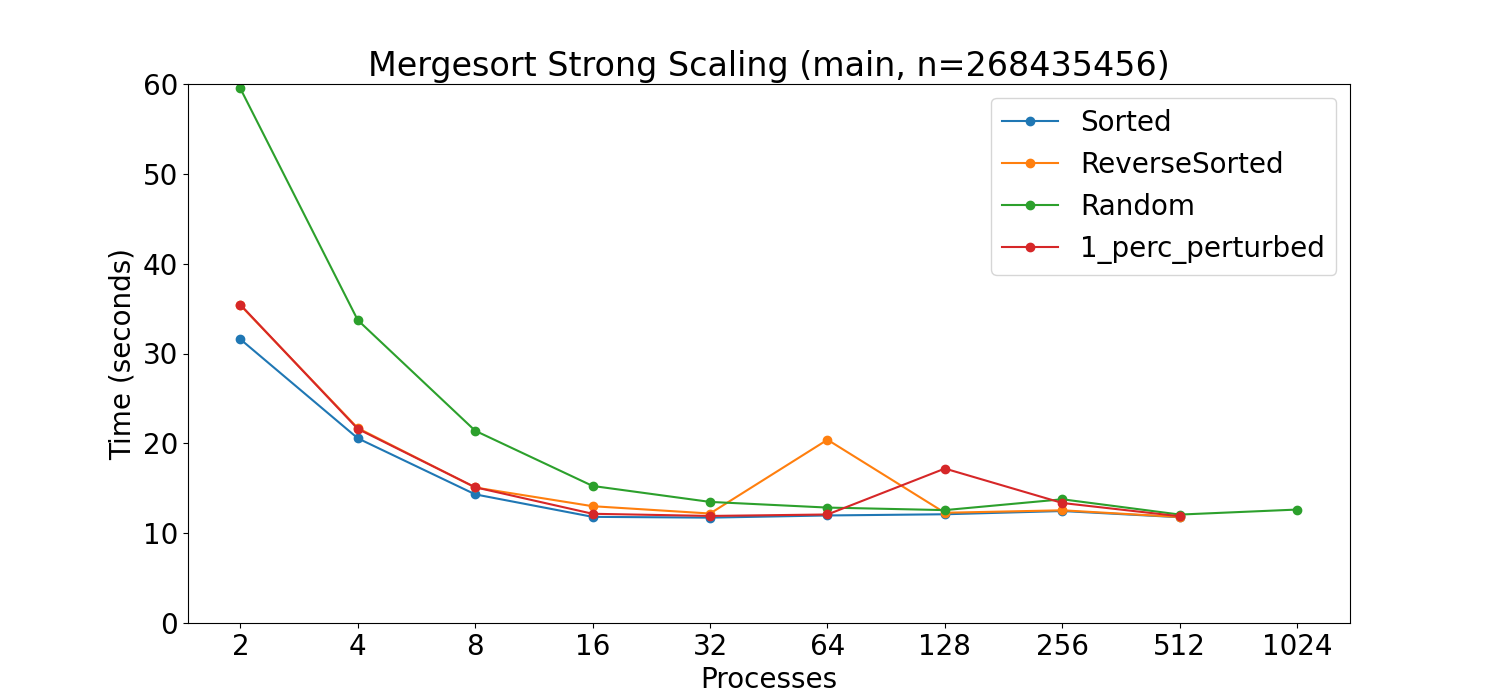 Mergesort Strong Scaling (main, n=268435456)
Sorted
ReverseSorted
Random
1_perc_perturbed
Time (seconds)
60
50
40
30
20
10
0
2 4 8 16 32 64 128 256 512 1024
Processes